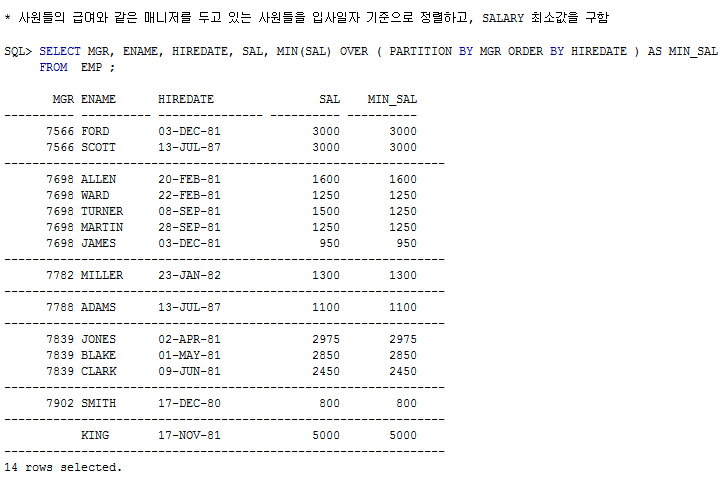 * 사원들의 급여와 같은 매니저를 두고 있는 사원들을 입사일자 기준으로 정렬하고, SALARY 최소값을 구함
SQL> SELECT MGR, ENAME, HIREDATE, SAL, MIN(SAL) OVER ( PARTITION BY MGR ORDER BY HIREDATE ) AS MIN_SAL
FROM EMP ;
MGR ENAME HIREDATE SAL MIN_SAL
---------- ---------- --------------- ---------- ----------
7566 FORD 03-DEC-81 3000 3000
7566 SCOTT 13-JUL-87 3000 3000
---------------------------------------------------------------
7698 ALLEN 20-FEB-81 1600 1600
7698 WARD 22-FEB-81 1250 1250
7698 TURNER 08-SEP-81 1500 1250
7698 MARTIN 28-SEP-81 1250 1250
7698 JAMES 03-DEC-81 950 950
---------------------------------------------------------------
7782 MILLER 23-JAN-82 1300 1300
---------------------------------------------------------------
7788 ADAMS 13-JUL-87 1100 1100
---------------------------------------------------------------
7839 JONES 02-APR-81 2975 2975
7839 BLAKE 01-MAY-81 2850 2850
7839 CLARK 09-JUN-81 2450 2450
---------------------------------------------------------------
7902 SMITH 17-DEC-80 800 800
---------------------------------------------------------------
KING 17-NOV-81 5000 5000
---------------------------------------------------------------
14 rows selected.